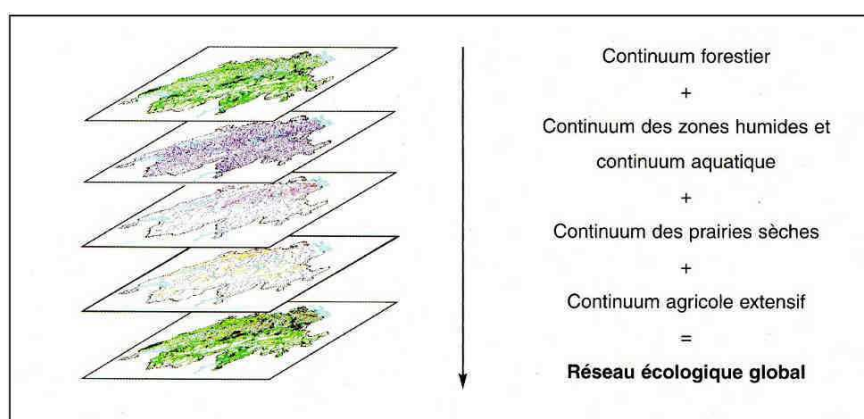 Continuum forestier
+
Continuum des zones humides et
continuum aquatique
+
Continuum des prairies sèches
+
Continuum agricole extensif
=
Réseau écologique global